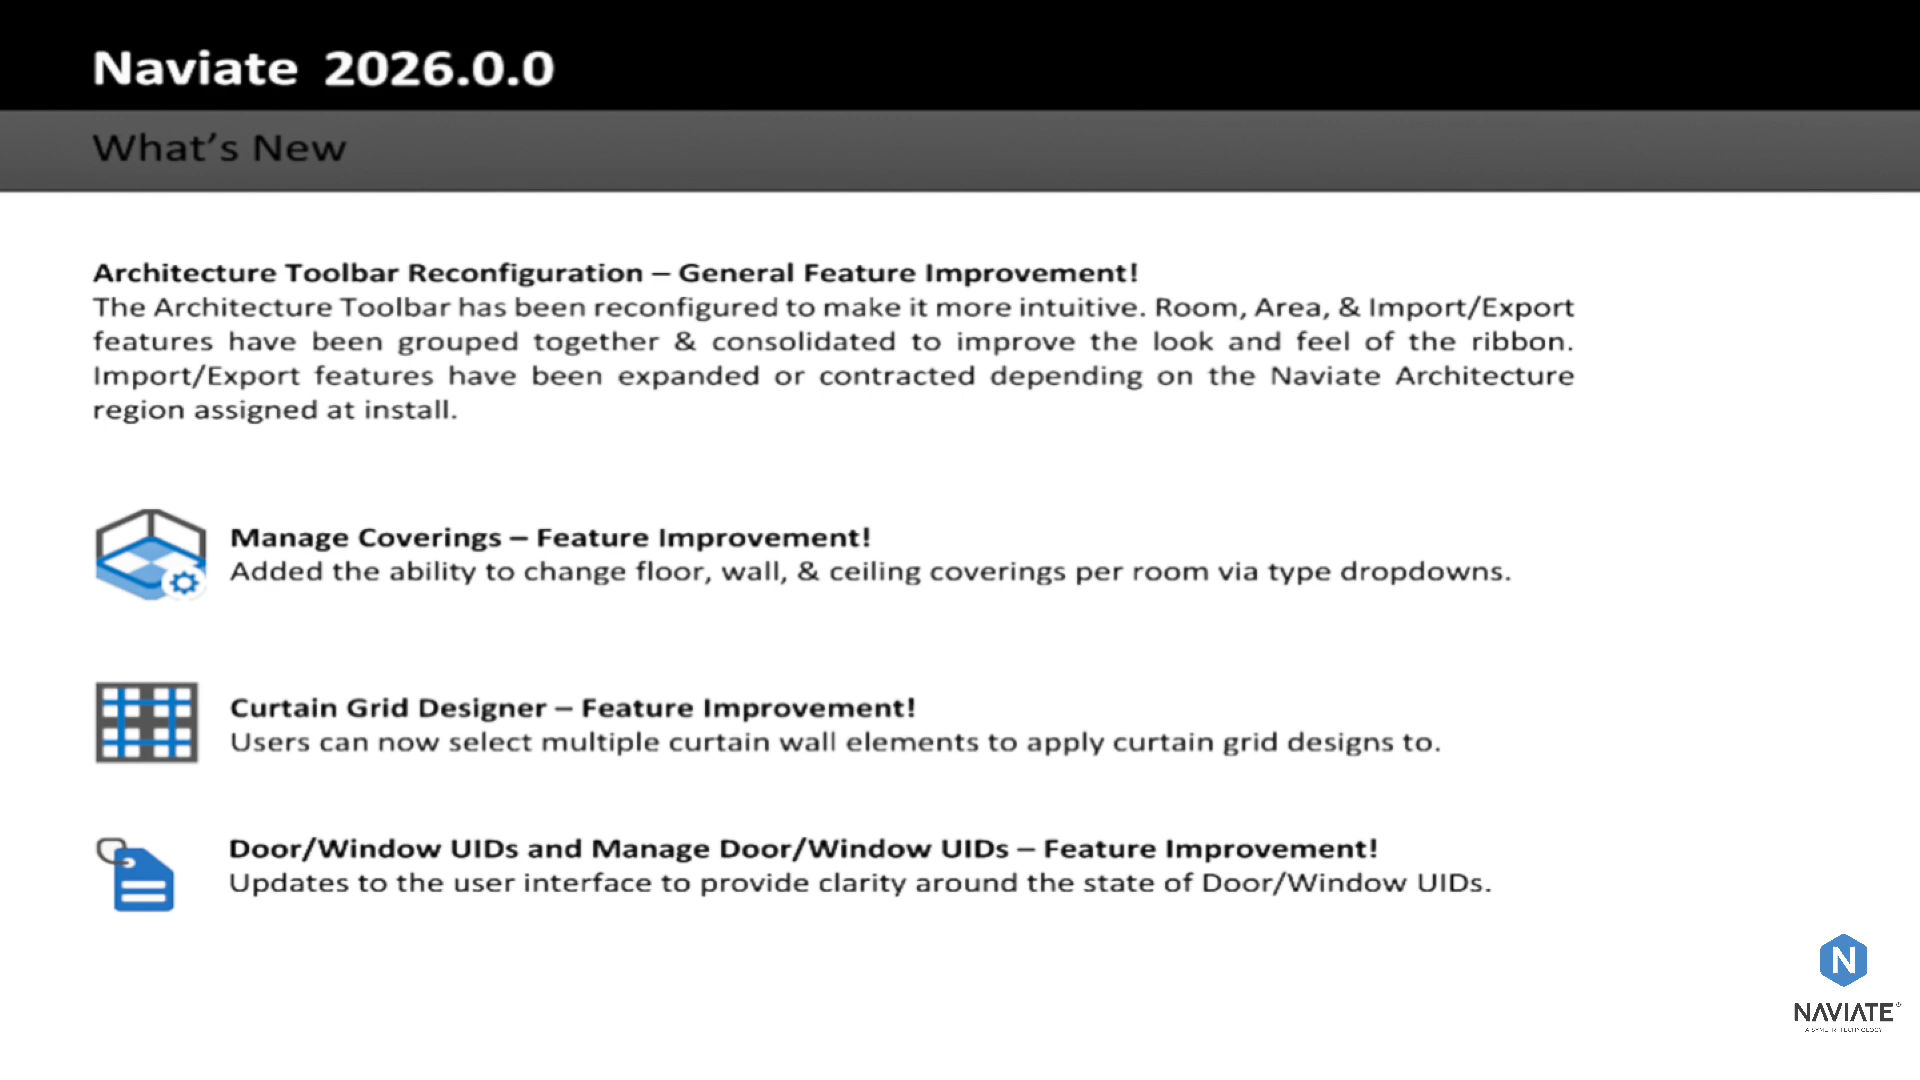 Naviate 2026.0.0
What's New
Architecture Toolbar Reconfiguration – General Feature Improvement!
The Architecture Toolbar has been reconfigured to make it more intuitive. Room, Area, & Import/Export
features have been grouped together & consolidated to improve the look and feel of the ribbon.
Import/Export features have been expanded or contracted depending on the Naviate Architecture
region assigned at install.
Manage Coverings – Feature Improvement!
Added the ability to change floor, wall, & ceiling coverings per room via type dropdowns.
Curtain Grid Designer – Feature Improvement!
Users can now select multiple curtain wall elements to apply curtain grid designs to.
Door/Window UIDs and Manage Door/Window UIDs – Feature Improvement!
Updates to the user interface to provide clarity around the state of Door/Window UIDs.
N
NAVIATE